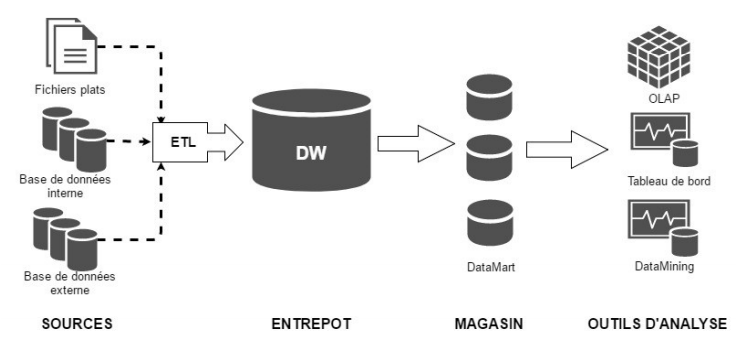 Fichiers plats
Base de données
interne
Base de données
externe
SOURCES
ETL
DW
ENTREPOT
DataMart
MAGASIN
OLAP
Tableau de bord
DataMining
OUTILS D'ANALYSE